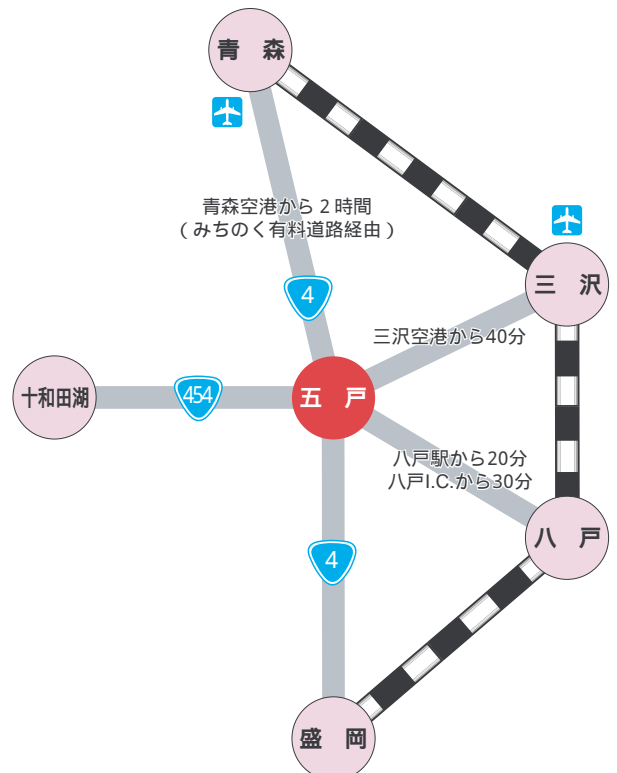 青　森
青森空港から２時間
（みちのく有料道路経由）
4
三　沢
三沢空港から40分
十和田湖
454
五　戸
八戸駅から20分
八戸I.C.から30分
八　戸
4
盛　岡